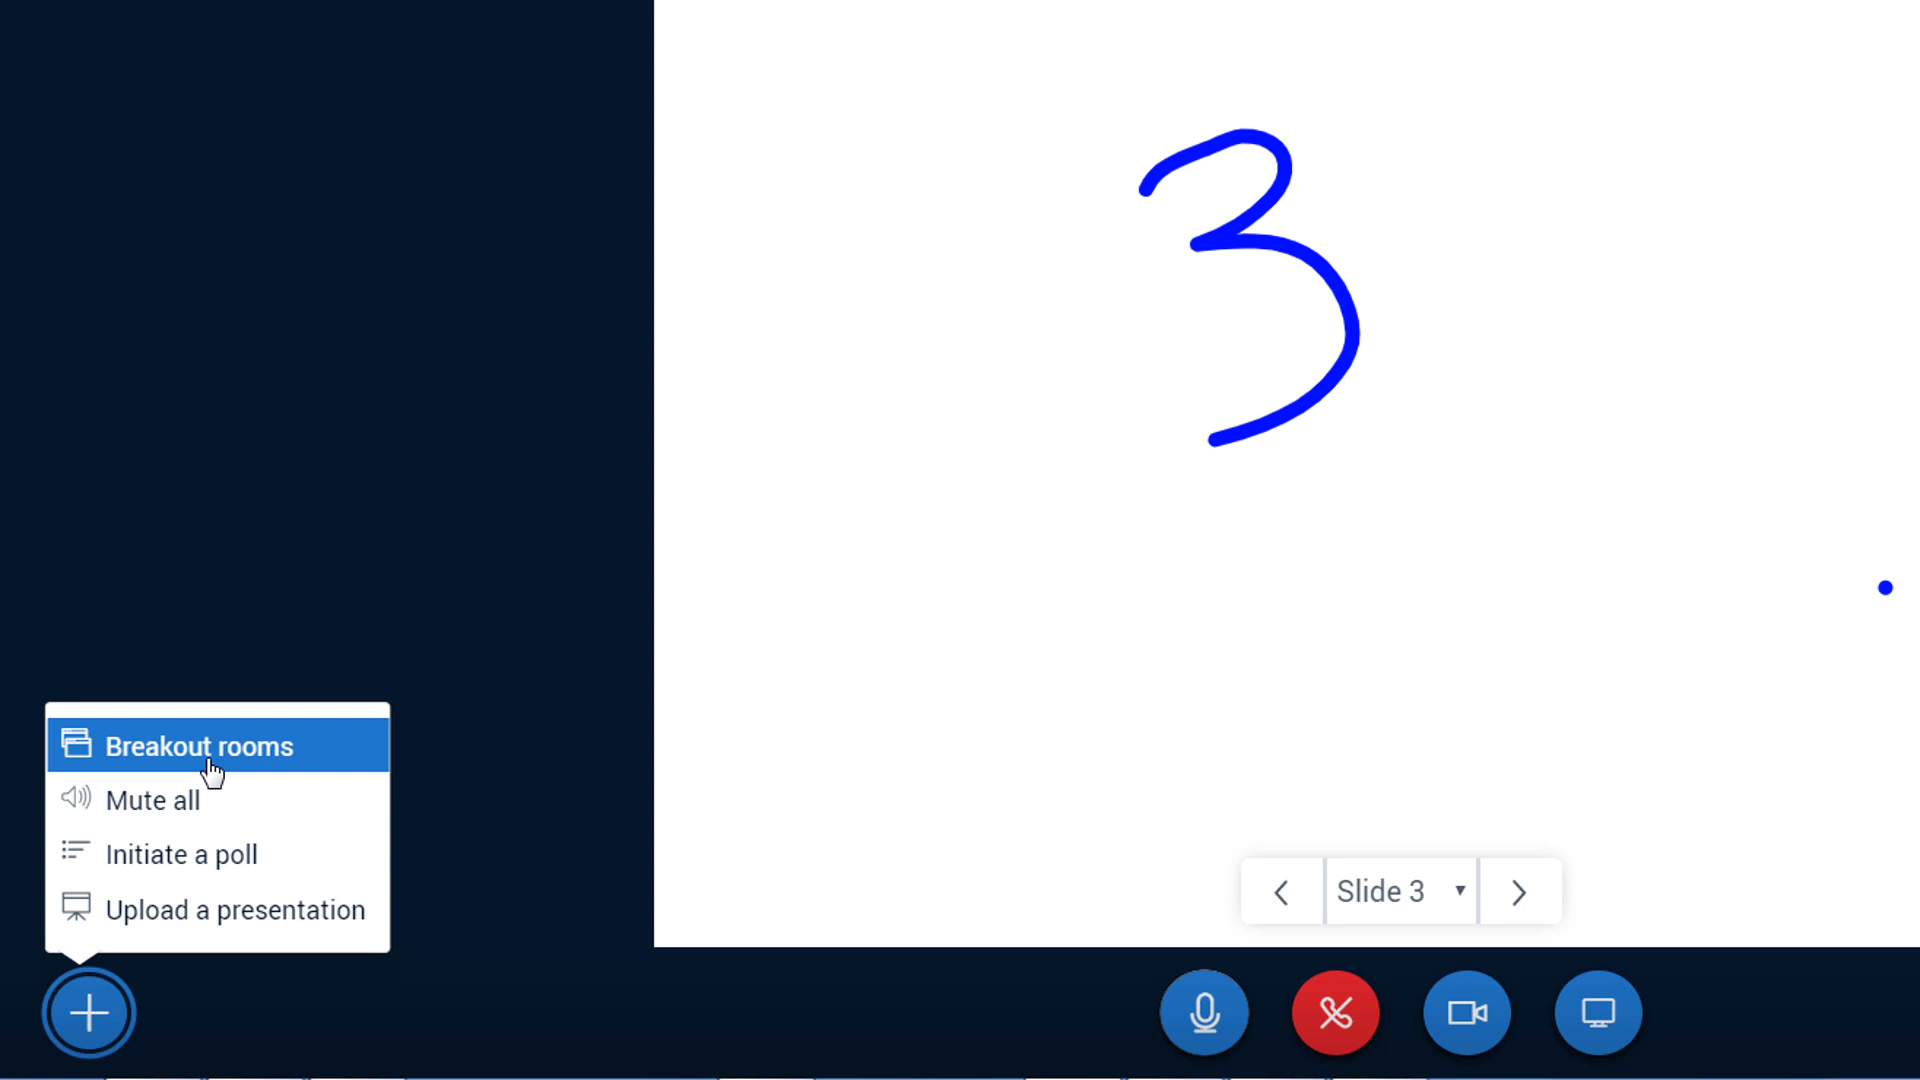 3
Breakout rooms
Mute all
Initiate a poll
Upload a presentation
Slide 3